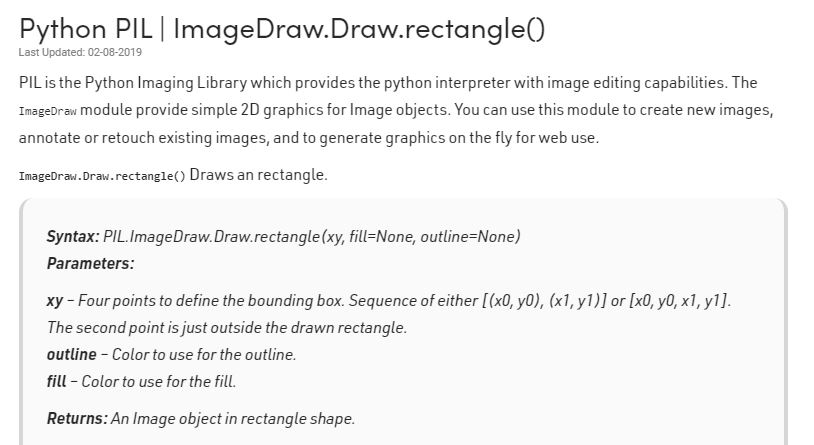 Python PIL | ImageDraw.Draw.rectangle()
Last Updated: 02-08-2019
PIL is the Python Imaging Library which provides the python interpreter with image editing capabilities. The
ImageDraw module provide simple 2D graphics for Image objects. You can use this module to create new images,
annotate or retouch existing images, and to generate graphics on the fly for web use.
ImageDraw.Draw.rectangle() Draws an rectangle.
Syntax: PIL.ImageDraw.Draw.rectangle(xy, fill=None, outline=None)
Parameters:
xy – Four points to define the bounding box. Sequence of either [(x0, y0), (x1, y1)] or [x0, y0, x1, y1].
The second point is just outside the drawn rectangle.
outline – Color to use for the outline.
fill – Color to use for the fill.
Returns: An Image object in rectangle shape.